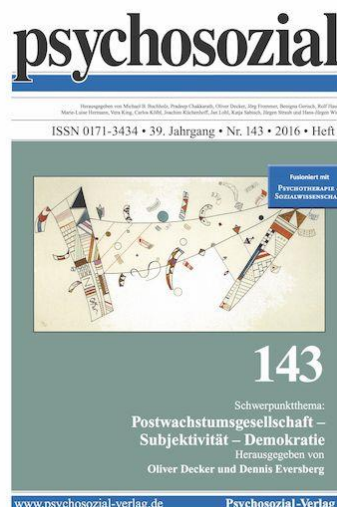 psychosozial
Herausgegeben von Michael B. Buchholz, Pradeep Chakkarath, Oliver Decker, Jörg Frommer, Benigna Gerisch, Rolf Hau
Marie-Luise Hermann, Vera King, Carlos Kölbl, Joachim Küchenhoff, Jan Lohl, Katja Sabisch, Jürgen Straub und Hans-Jürgen Wi
ISSN 0171-3434 • 39. Jahrgang • Nr. 143 • 2016 • Heft
Fusioniert mit
PSYCHOTHERAPIE
SOZIALWISSENSCHA
143
Schwerpunktthema:
Postwachstumsgesellschaft –
Subjektivität – Demokratie
Herausgegeben von
Oliver Decker und Dennis Eversberg
www.psychosozial-verlag.de Psychosozial-Verlag